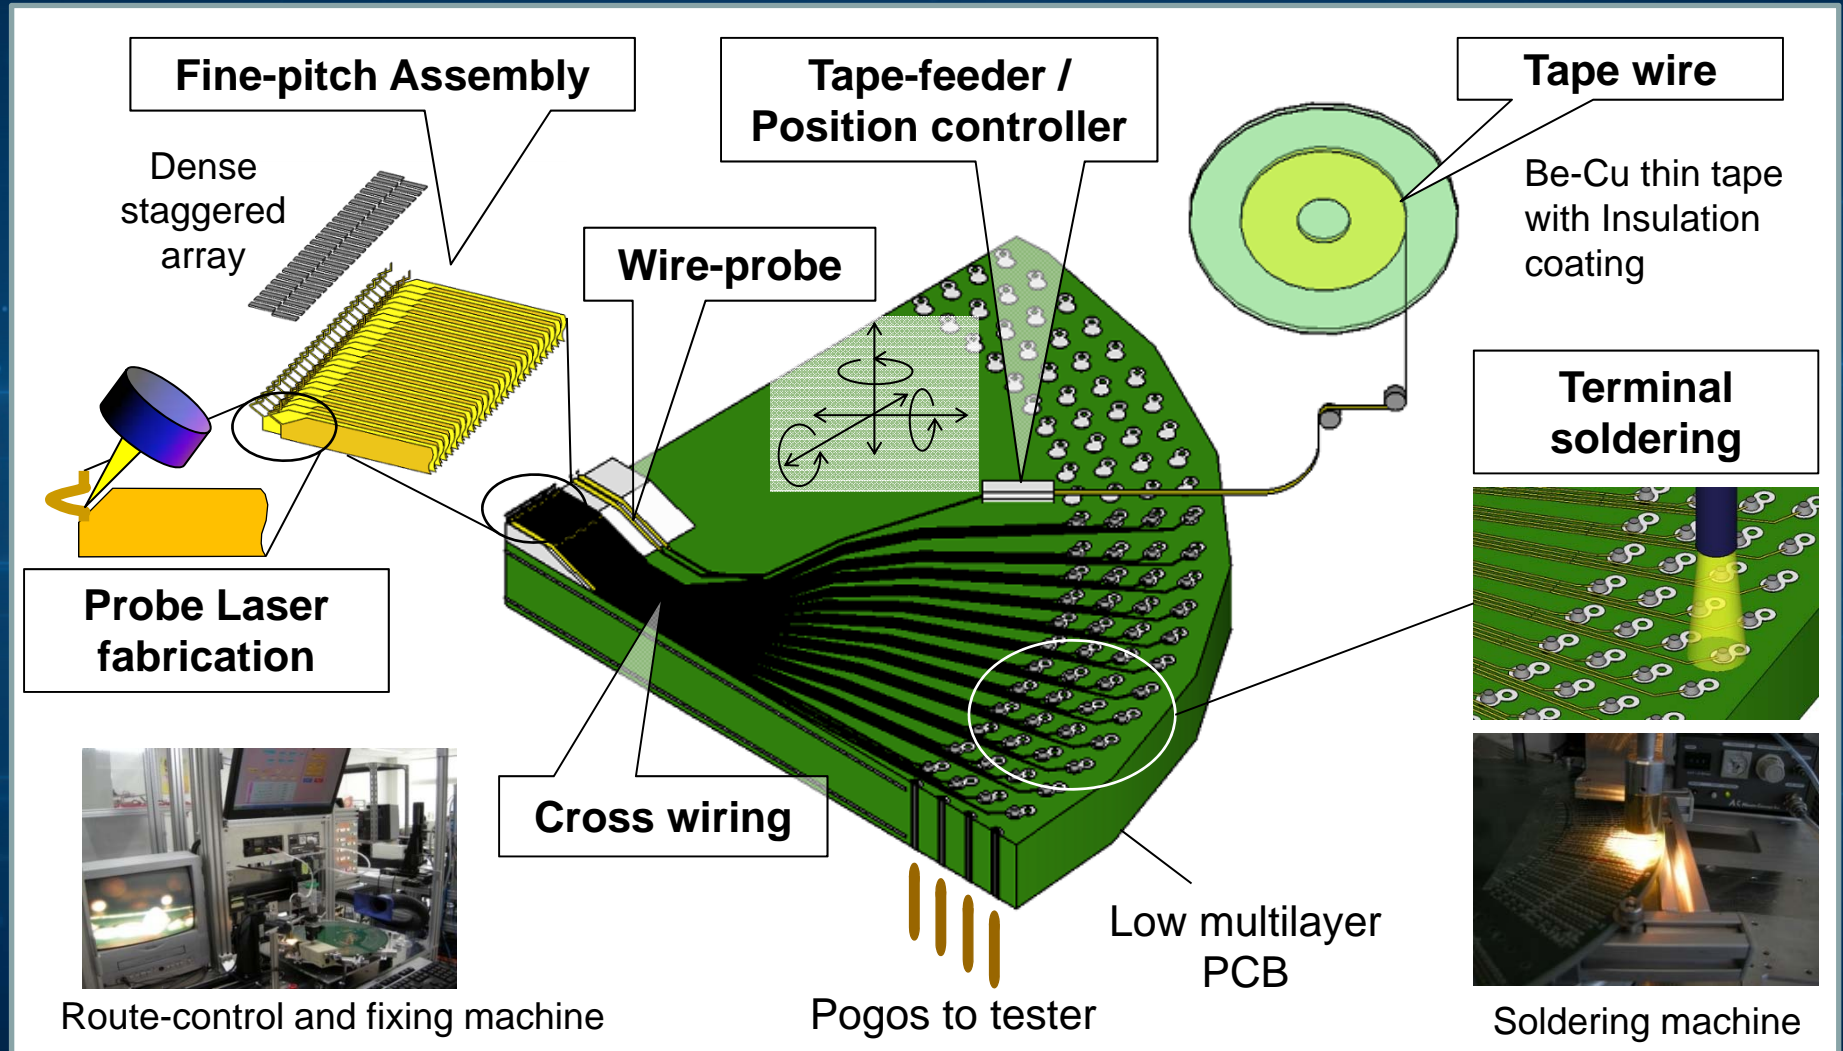 Fine-pitch Assembly
Tape-feeder /
Position controller
Tape wire
Dense
staggered
array
Be-Cu thin tape
with Insulation
coating
Wire-probe
Terminal
soldering
Probe Laser
fabrication
Cross wiring
Low multilayer
PCB
Route-control and fixing machine
Pogos to tester
Soldering machine